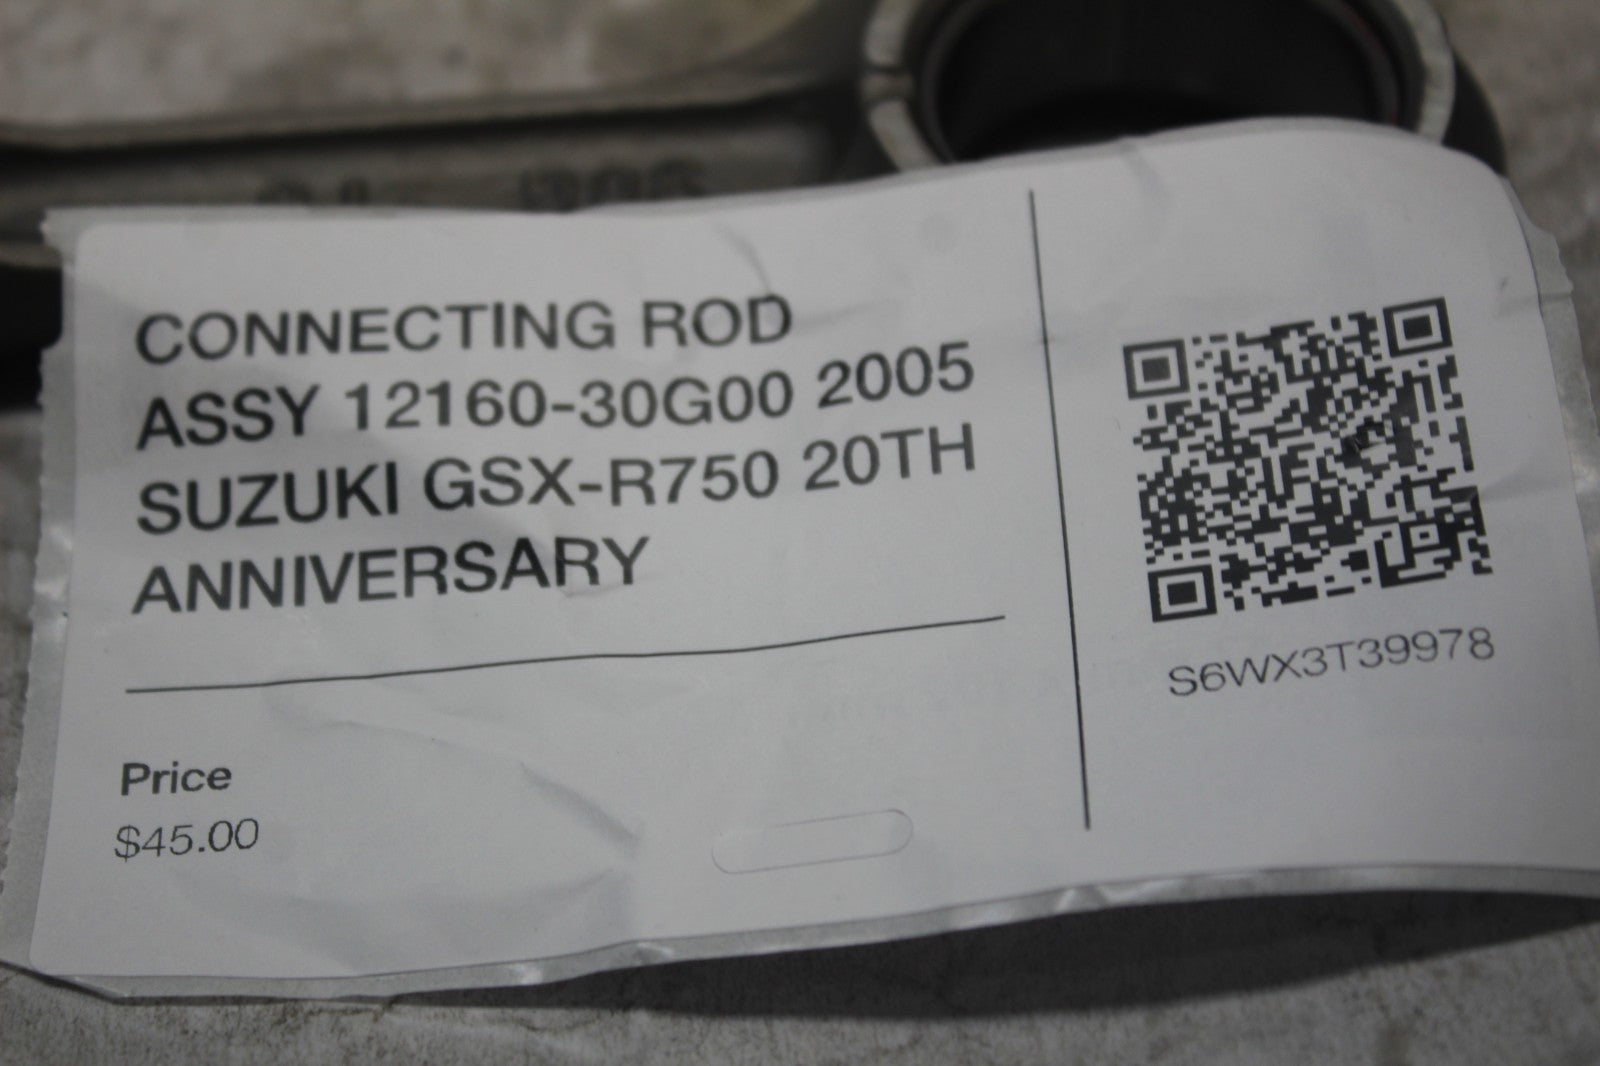 CONNECTING ROD
ASSY 12160-30G00 2005
SUZUKI GSX-R750 20TH
ANNIVERSARY
Price
$45.00
S6WX3T39978